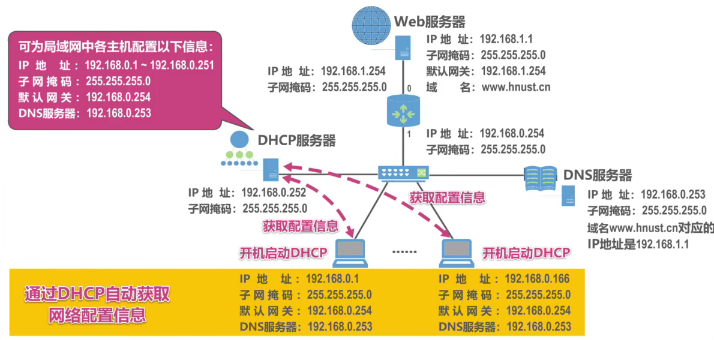 可为局域网中各主机配置以下信息：
IP 地 址 ：192.168.0.1 ~ 192.168.0.251
子 网 掩 码 ：255.255.255.0
默 认 网 关 ：192.168.0.254
DNS服务器：192.168.0.253
Web服务器
IP 地 址：192.168.1.1
子网掩码：255.255.255.0
默认网关：192.168.1.254
域 名：www.hnust.cn
IP 地 址：192.168.1.254
子网掩码：255.255.255.0
0
1
IP 地 址：192.168.0.254
子网掩码：255.255.255.0
DHCP服务器
IP 地 址：192.168.0.252
子网掩码：255.255.255.0
DNS服务器
IP 地 址：192.168.0.253
子网掩码：255.255.255.0
域名www.hnust.cn对应的
IP地址是192.168.1.1
获取配置信息
获取配置信息
开机启动DHCP
......
开机启动DHCP
通过DHCP自动获取
网络配置信息
IP 地 址：192.168.0.1
子 网 掩 码：255.255.255.0
默 认 网 关：192.168.0.254
DNS服务器：192.168.0.253
IP 地 址：192.168.0.166
子 网 掩 码：255.255.255.0
默 认 网 关：192.168.0.254
DNS服务器：192.168.0.253